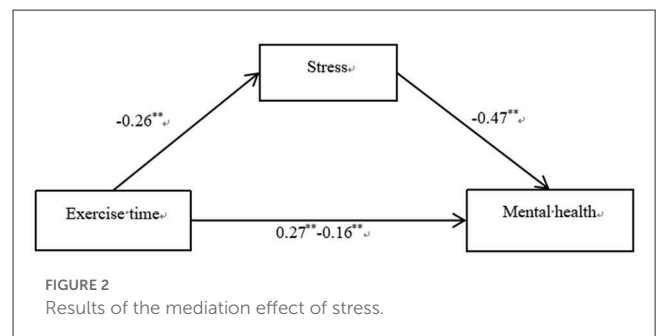 Stress↵
-0.26**
-0.47**↵
Exercise·time↵
Mental·health↵
0.27**-0.16**↵
FIGURE 2
Results of the mediation effect of stress.